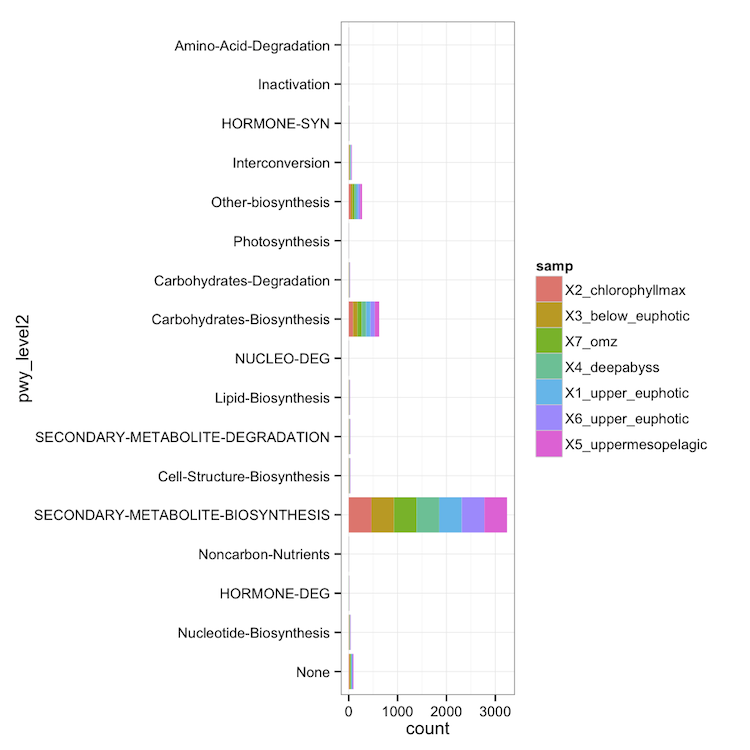 Amino-Acid-Degradation
Inactivation
HORMONE-SYN
Interconversion
Other-biosynthesis
Photosynthesis
Carbohydrates-Degradation
Carbohydrates-Biosynthesis
NUCLEO-DEG
Lipid-Biosynthesis
SECONDARY-METABOLITE-DEGRADATION
Cell-Structure-Biosynthesis
SECONDARY-METABOLITE-BIOSYNTHESIS
Noncarbon-Nutrients
HORMONE-DEG
Nucleotide-Biosynthesis
None
pwy_level2
0 1000 2000 3000
count
samp
X2_chlorophyllmax
X3_below_euphotic
X7_omz
X4_deepabyss
X1_upper_euphotic
X6_upper_euphotic
X5_uppermesopelagic